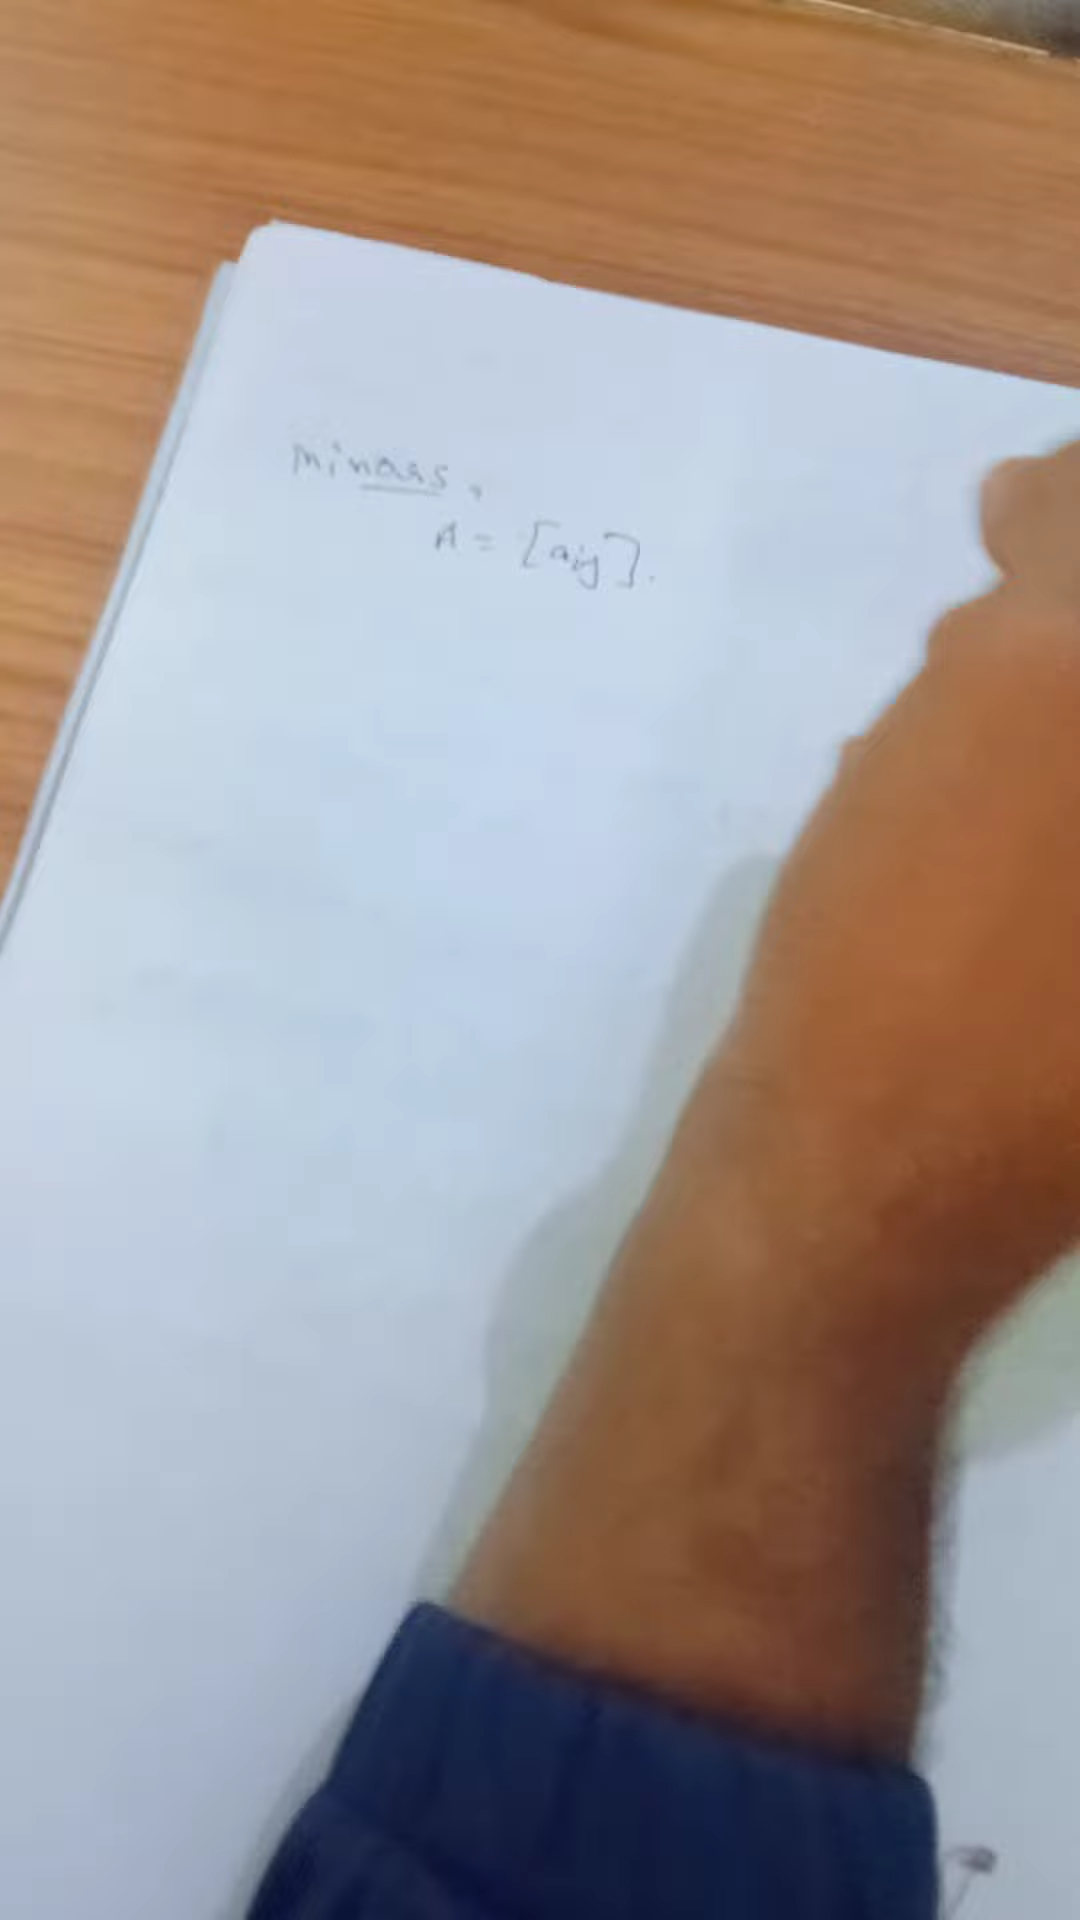 minors,
A = [aij].